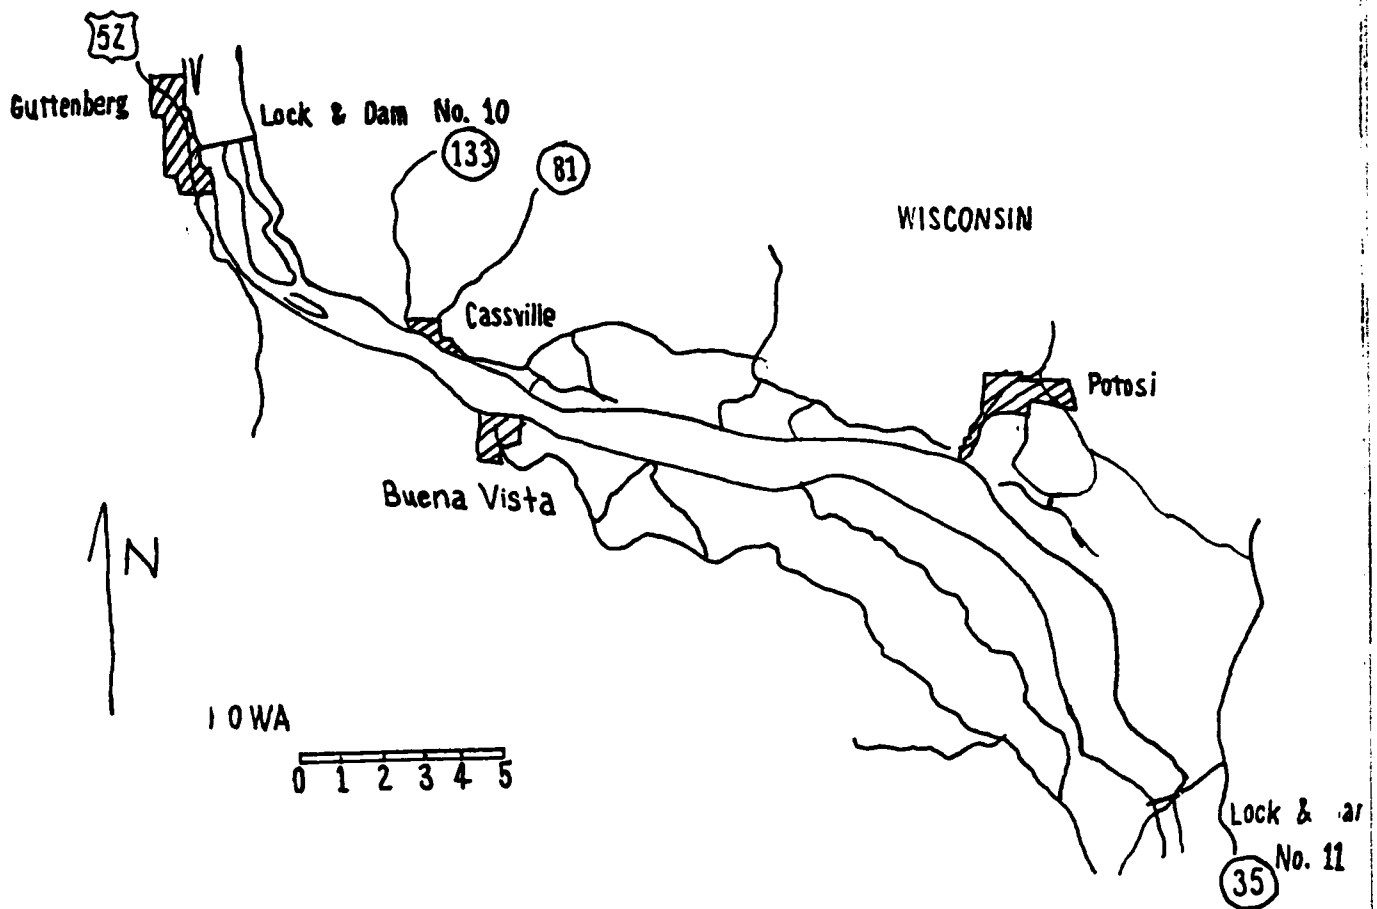 52
Guttenberg
Lock & Dam No. 10
133
81
WISCONSIN
Cassville
Potosi
Buena Vista
N
IOWA
0 1 2 3 4 5
Lock &
No. 11
35